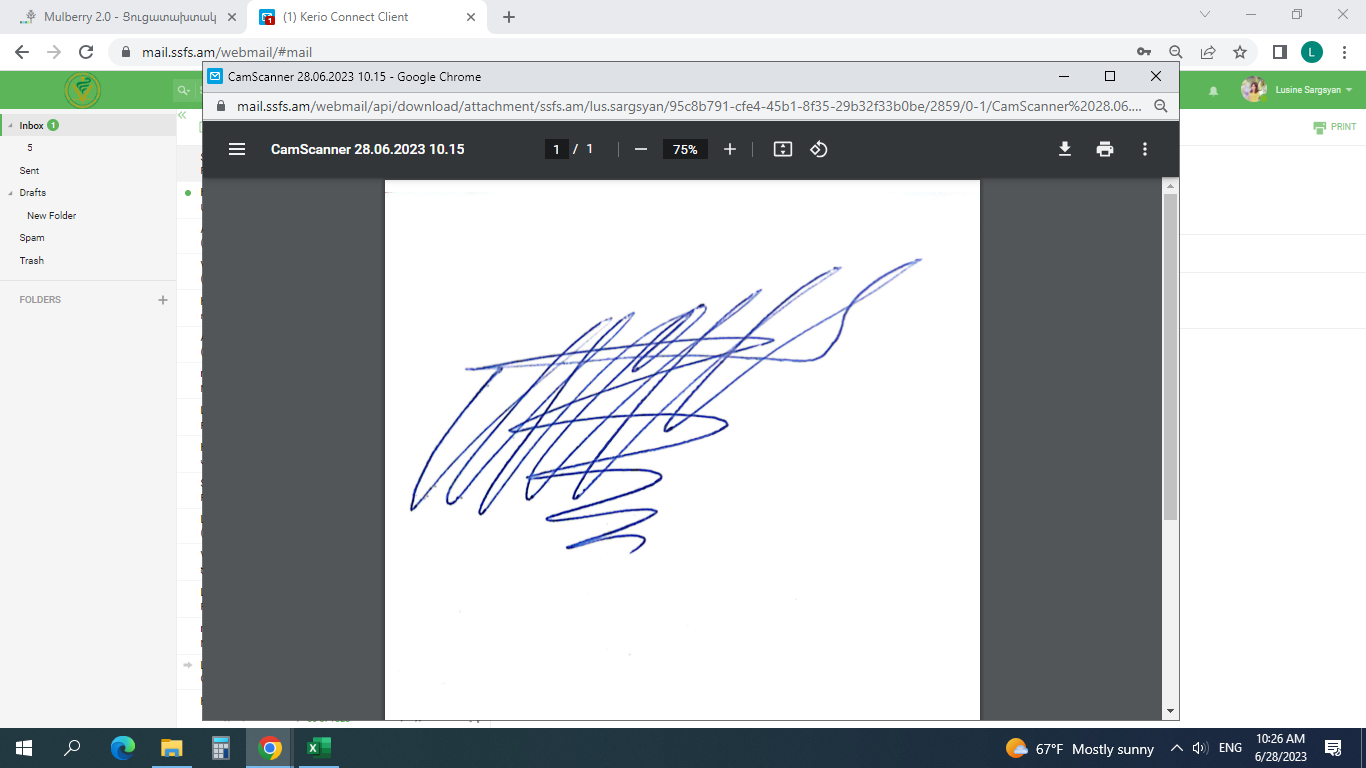 Mulberry 2.0 - Ցուցատախտակ
(1) Kerio Connect Client
mail.ssfs.am/webmail/#mail
L
CamScanner 28.06.2023 10.15 - Google Chrome
mail.ssfs.am/webmail/api/download/attachment/ssfs.am/lus.sargsyan/95c8b791-cfe4-45b1-8f35-29b32f33b0be/2859/0-1/CamScanner%2028.06....
Lusine Sargsyan
Inbox 1
5
Sent
Drafts
New Folder
Spam
Trash
FOLDERS
CamScanner 28.06.2023 10.15
1 / 1
75%
PRINT
67°F Mostly sunny
ENG
10:26 AM
6/28/2023